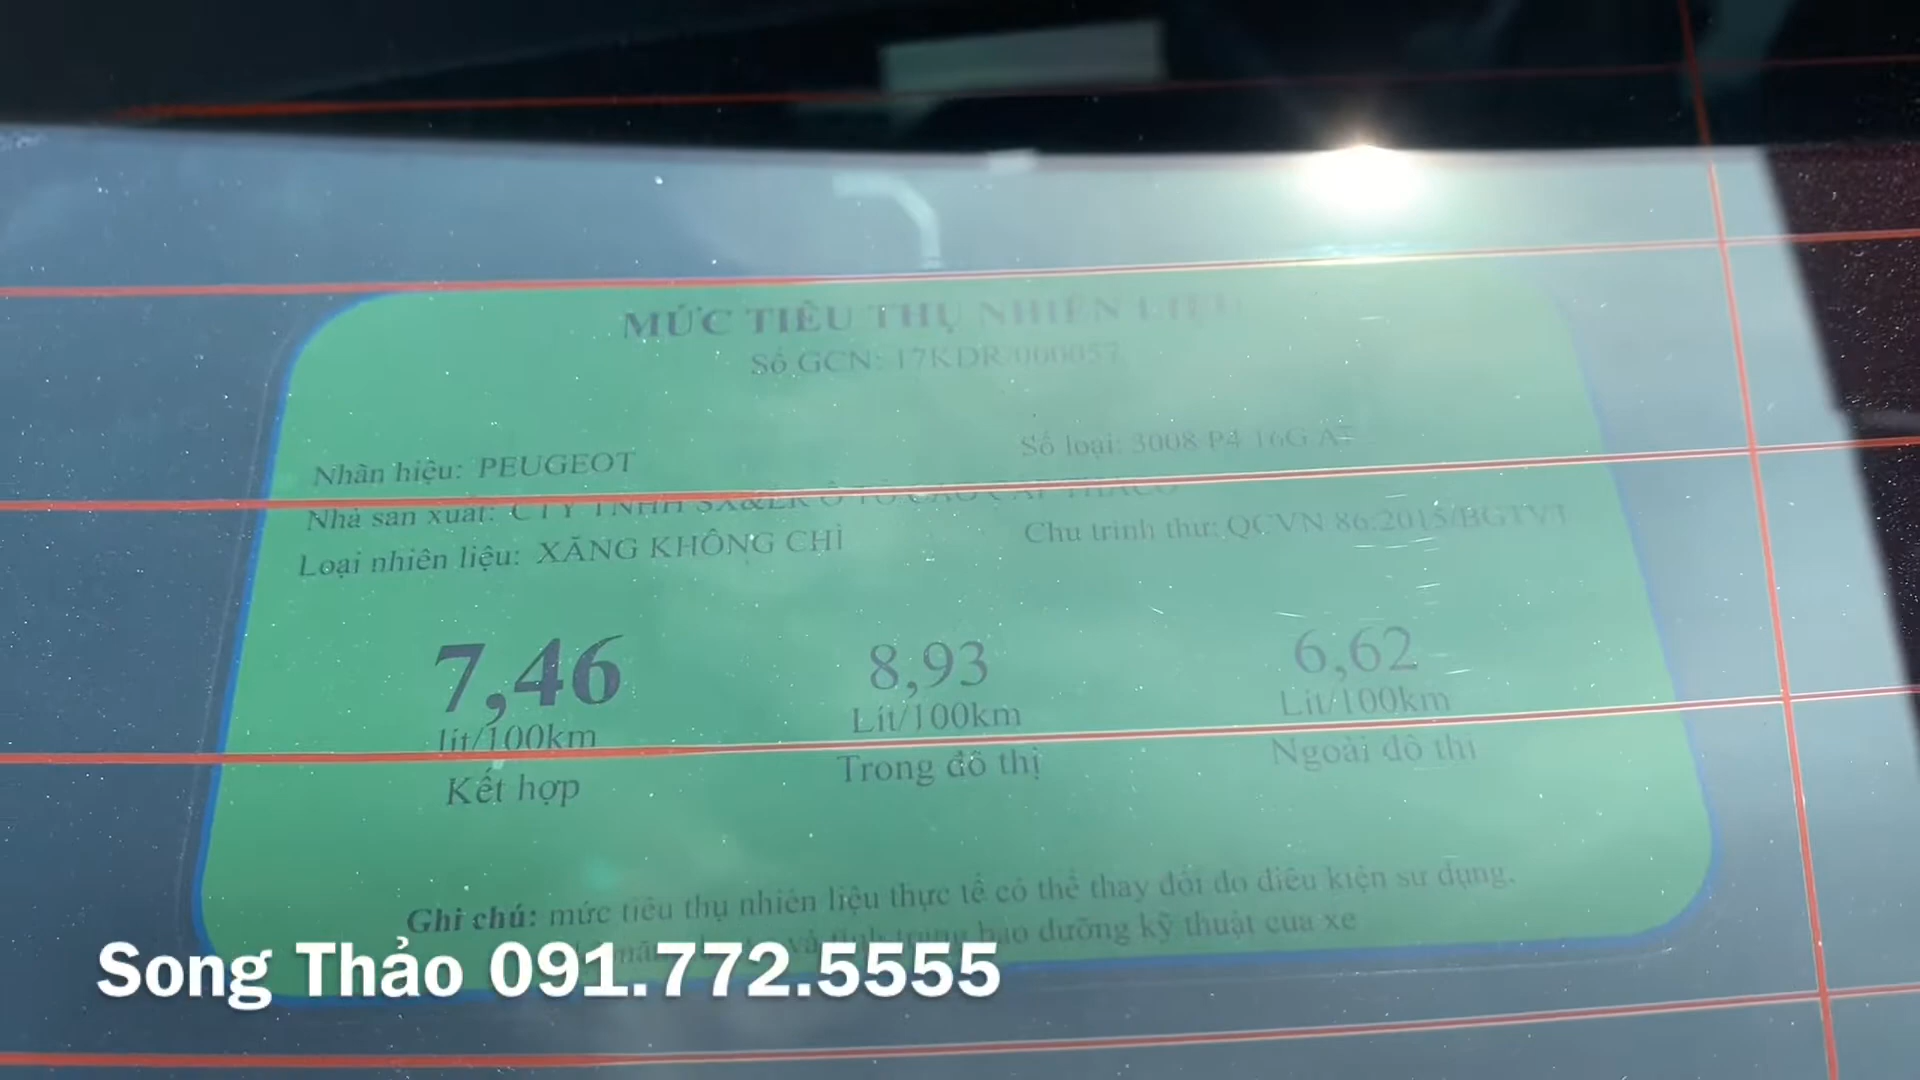 MỨC TIÊU THỤ NHIÊN LIỆU
Số GCN: 17KDR/000057
Nhãn hiệu: PEUGEOT
Số loại: 3008 P4 16G AT
Nhà sản xuất: CTY TNHH SX&LR Ô TÔ CAO CẤP THACO
Loại nhiên liệu: XĂNG KHÔNG CHÌ
Chu trình thử: QCVN 86:2015/BGTVT
7,46 8,93 6,62
lít/100km Lít/100km Lít/100km
Kết hợp Trong đô thị Ngoài đô thị
Ghi chú: mức tiêu thụ nhiên liệu thực tế có thể thay đổi do điều kiện sử dụng,
và tình trạng bảo dưỡng kỹ thuật của xe
Song Thảo 091.772.5555